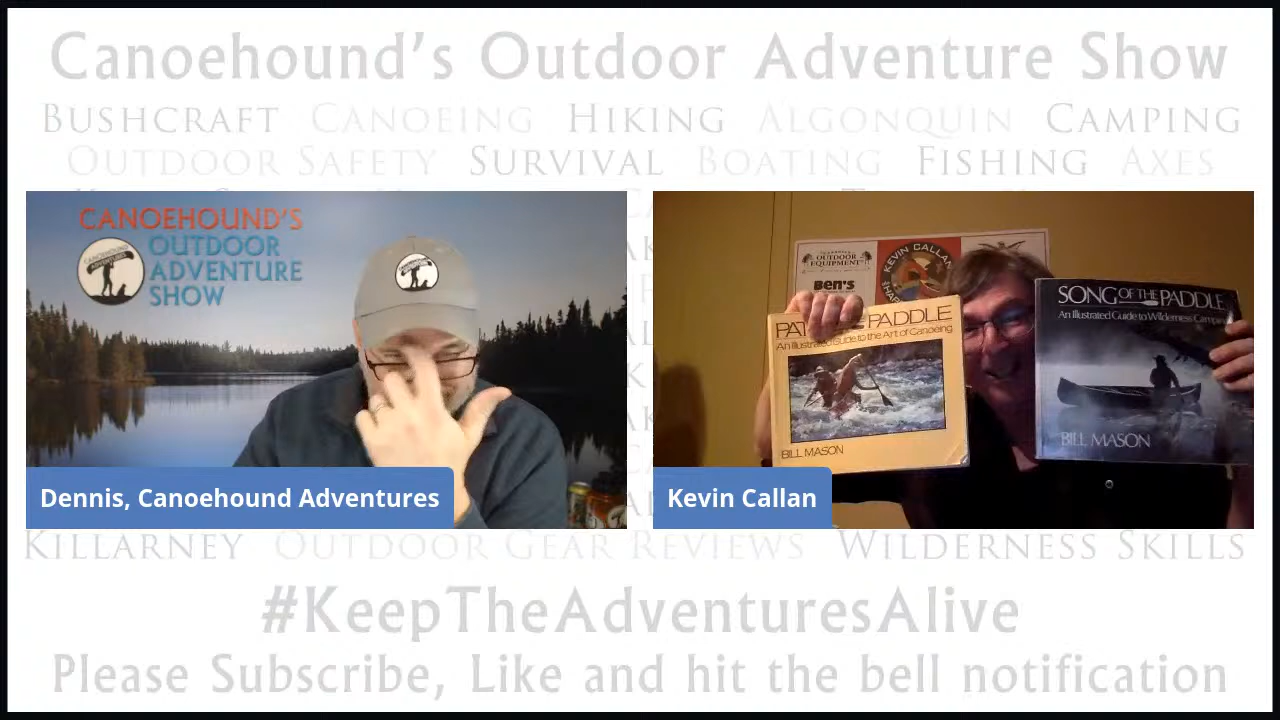 Canoehound's Outdoor Adventure Show
BUSHCRAFT CANOEING HIKING ALGONQUIN CAMPING
OUTDOOR SAFETY SURVIVAL BOATING FISHING AXES
CANOEHOUND'S
OUTDOOR
ADVENTURE
SHOW
OUTDOOR
EQUIPMENT
BEN'S
KEVIN CALLAN
PADDLE
An Illustrated Guide to the Art of Canoeing
BILL MASON
SONG OF THE PADDLE
An Illustrated Guide to Wilderness
BILL MASON
Dennis, Canoehound Adventures
Kevin Callan
KILLARNEY OUTDOOR GEAR REVIEWS WILDERNESS SKILLS
#KeepTheAdventuresAlive
Please Subscribe, Like and hit the bell notification